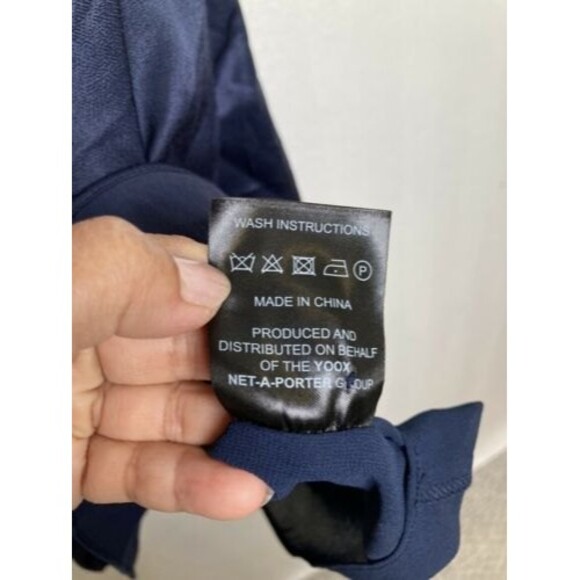 WASH INSTRUCTIONS
P
MADE IN CHINA
PRODUCED AND
DISTRIBUTED ON BEHALF
OF THE YOOX
NET-A-PORTER GROUP